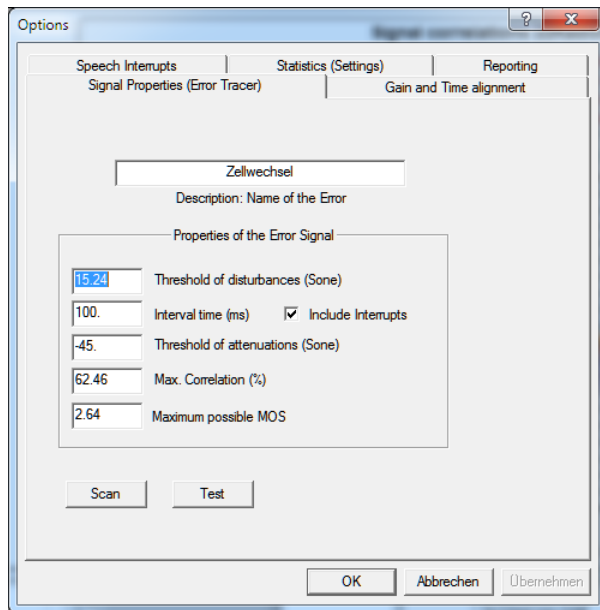 Options
Speech Interrupts
Statistics (Settings)
Reporting
Signal Properties (Error Tracer)
Gain and Time alignment
Zellwechsel
Description: Name of the Error
Properties of the Error Signal
15.24 Threshold of disturbances (Sone)
100. Interval time (ms) Include Interrupts
-45. Threshold of attenuations (Sone)
62.46 Max. Correlation (%)
2.64 Maximum possible MOS
Scan
Test
OK
Abbrechen
Übernehmen